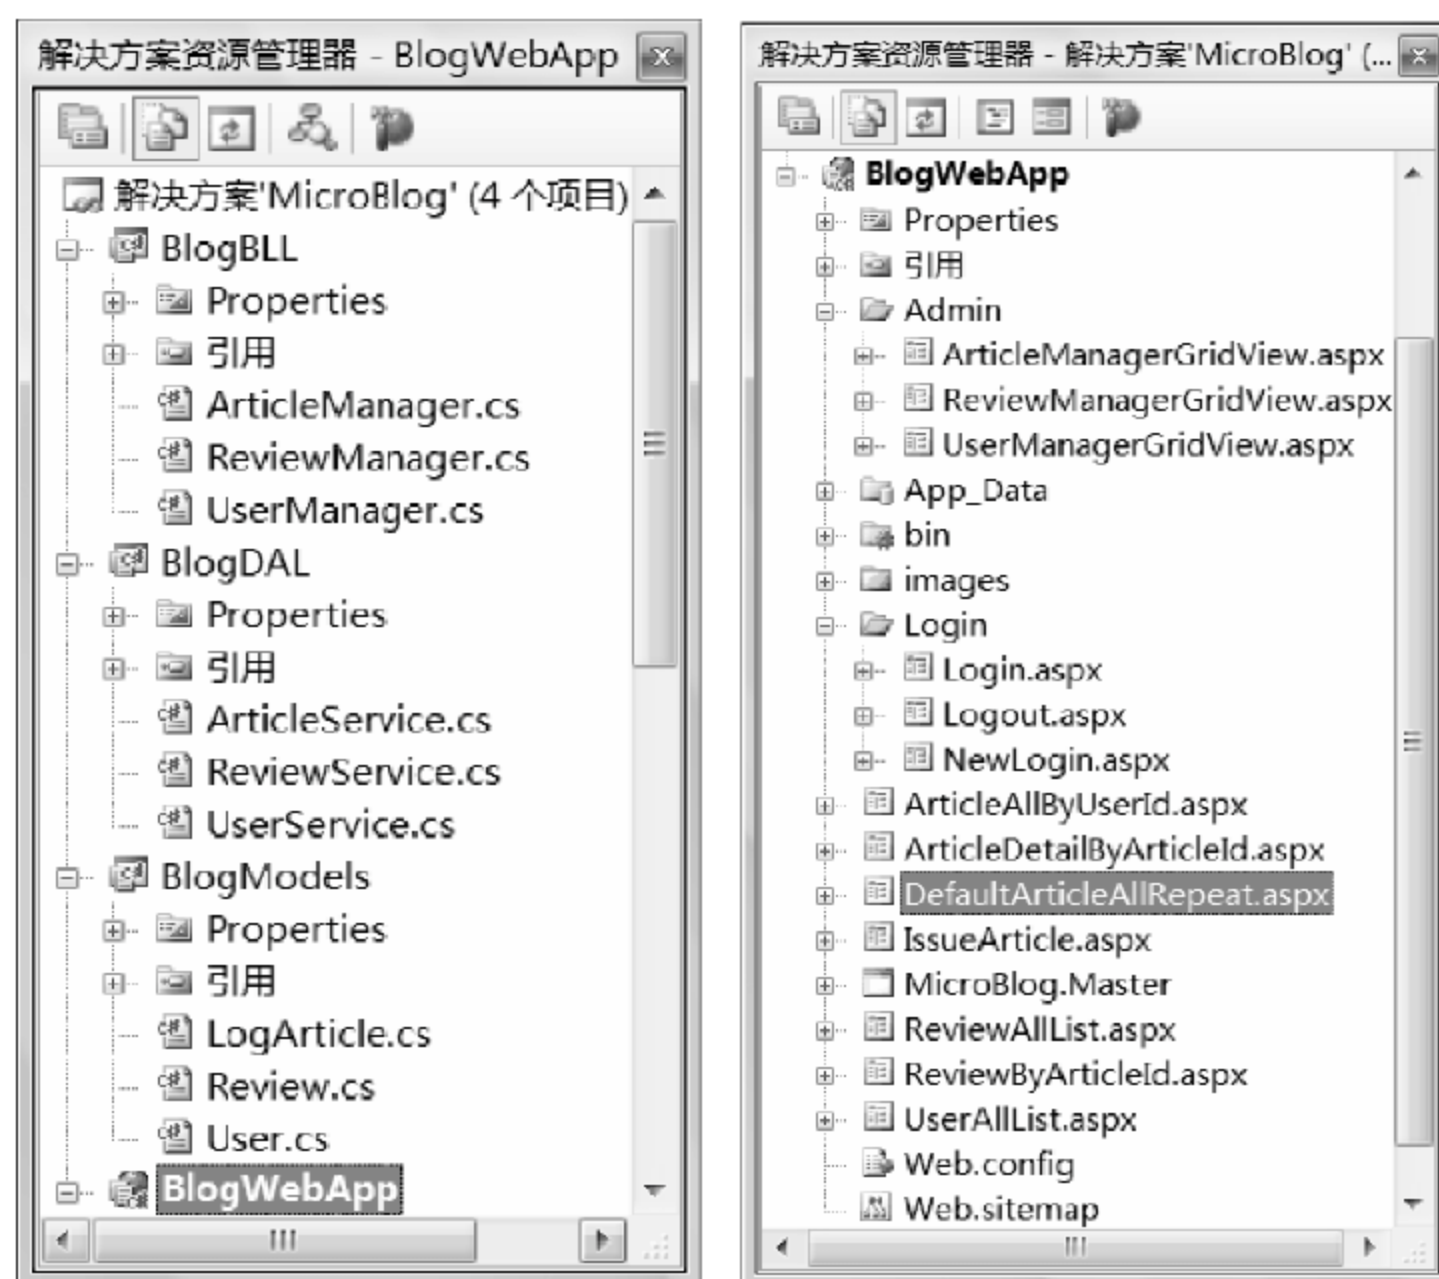 解决方案资源管理器 - BlogWebApp
解决方案'MicroBlog' (4 个项目)
BlogBLL
Properties
引用
ArticleManager.cs
ReviewManager.cs
UserManager.cs
BlogDAL
Properties
引用
ArticleService.cs
ReviewService.cs
UserService.cs
BlogModels
Properties
引用
LogArticle.cs
Review.cs
User.cs
BlogWebApp
解决方案资源管理器 - 解决方案'MicroBlog' (...
BlogWebApp
Properties
引用
Admin
ArticleManagerGridView.aspx
ReviewManagerGridView.aspx
UserManagerGridView.aspx
App_Data
bin
images
Login
Login.aspx
Logout.aspx
NewLogin.aspx
ArticleAllByUserId.aspx
ArticleDetailByArticleId.aspx
DefaultArticleAllRepeat.aspx
IssueArticle.aspx
MicroBlog.Master
ReviewAllList.aspx
ReviewByArticleId.aspx
UserAllList.aspx
Web.config
Web.sitemap